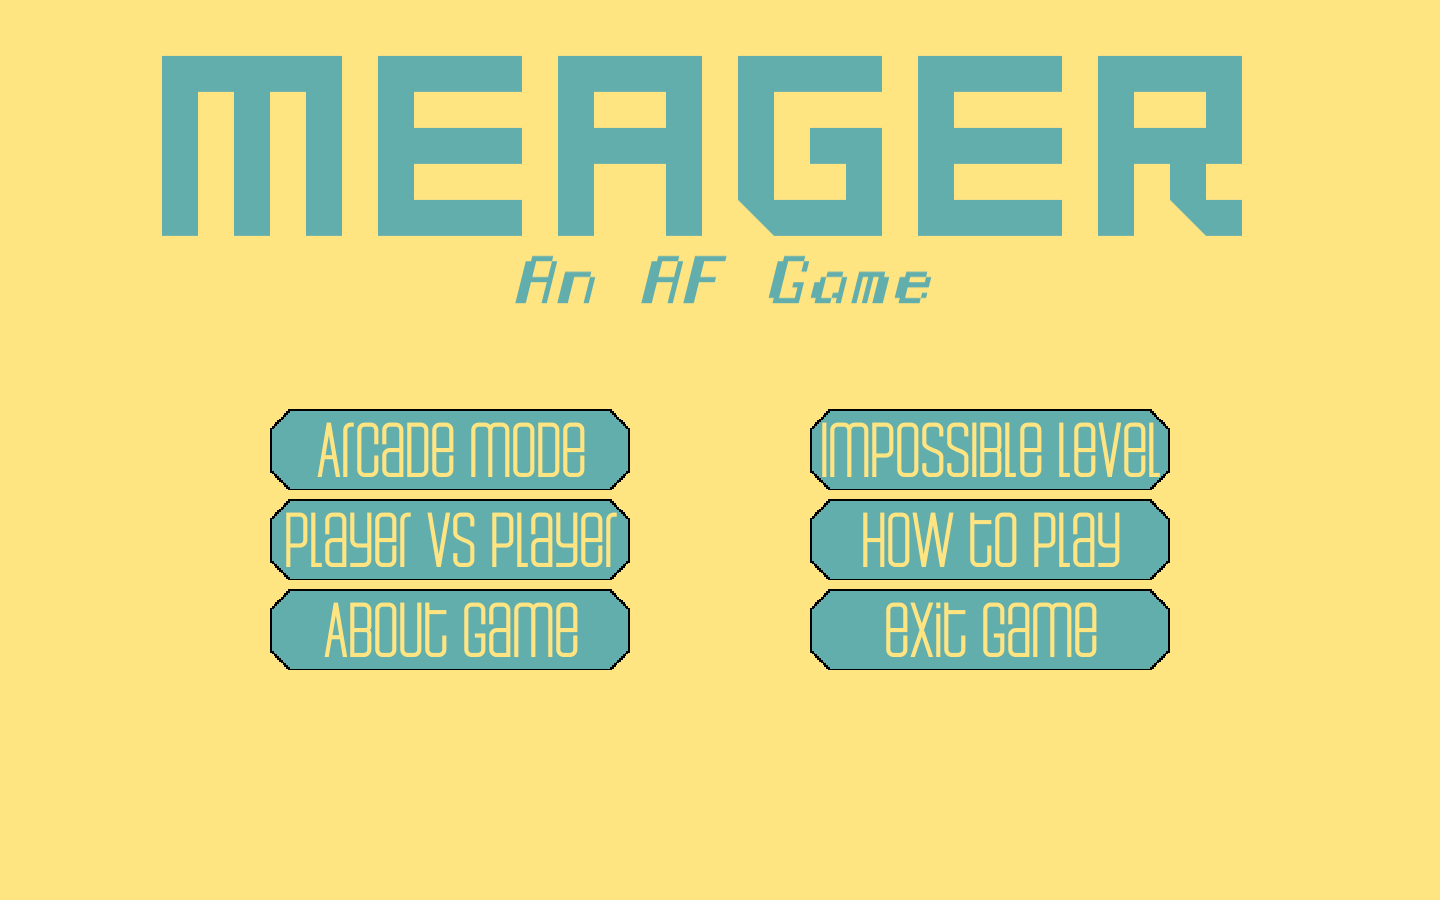 MEAGER
An AF Game
Arcade Mode
Impossible Level
Player VS Player
How to Play
About Game
Exit Game